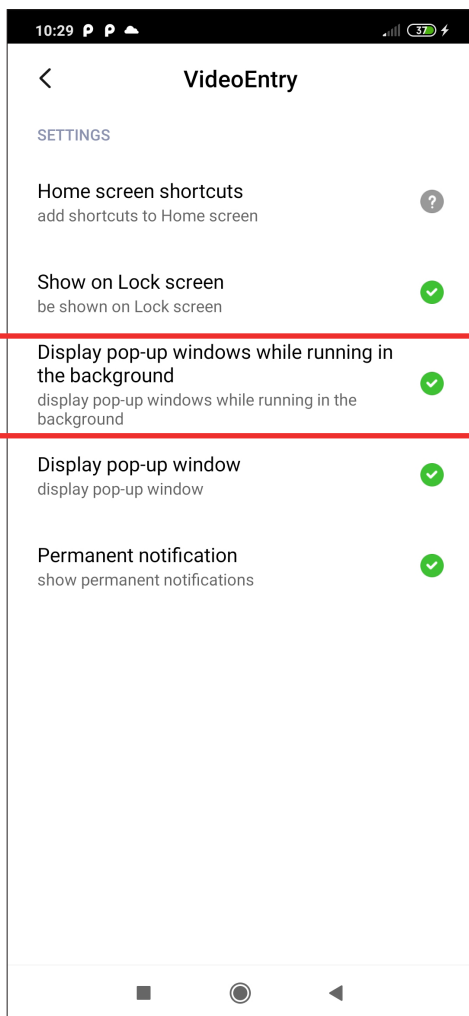 10:29 P P 37
VideoEntry
SETTINGS
Home screen shortcuts
add shortcuts to Home screen
?
Show on Lock screen
be shown on Lock screen
Display pop-up windows while running in
the background
display pop-up windows while running in the
background
Display pop-up window
display pop-up window
Permanent notification
show permanent notifications